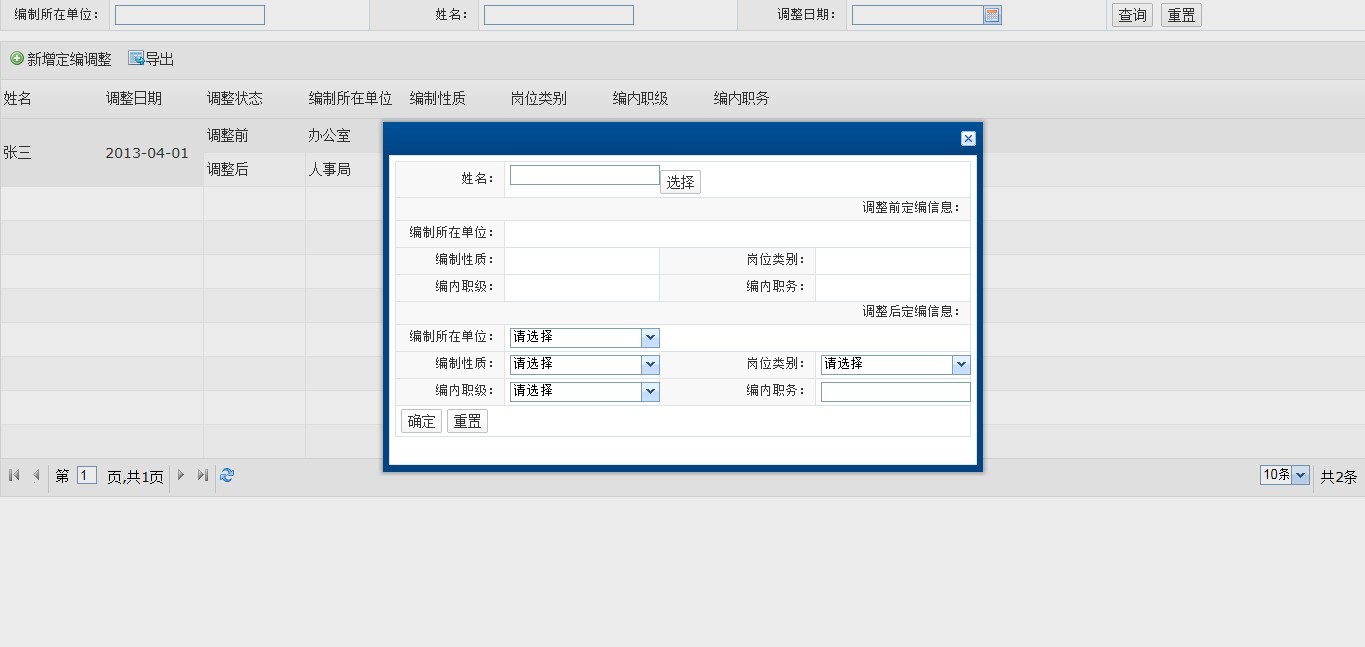 编制所在单位： 姓名： 调整日期： 查询 重置
新增定编调整 导出
姓名 调整日期 调整状态 编制所在单位 编制性质 岗位类别 编内职级 编内职务
张三 2013-04-01 调整前 办公室
调整后 人事局
姓名： 选择
调整前定编信息：
编制所在单位：
编制性质： 岗位类别：
编内职级： 编内职务：
调整后定编信息：
编制所在单位： 请选择
编制性质： 请选择 岗位类别： 请选择
编内职级： 请选择 编内职务：
确定 重置
第 1 页,共1页 10条 共2条